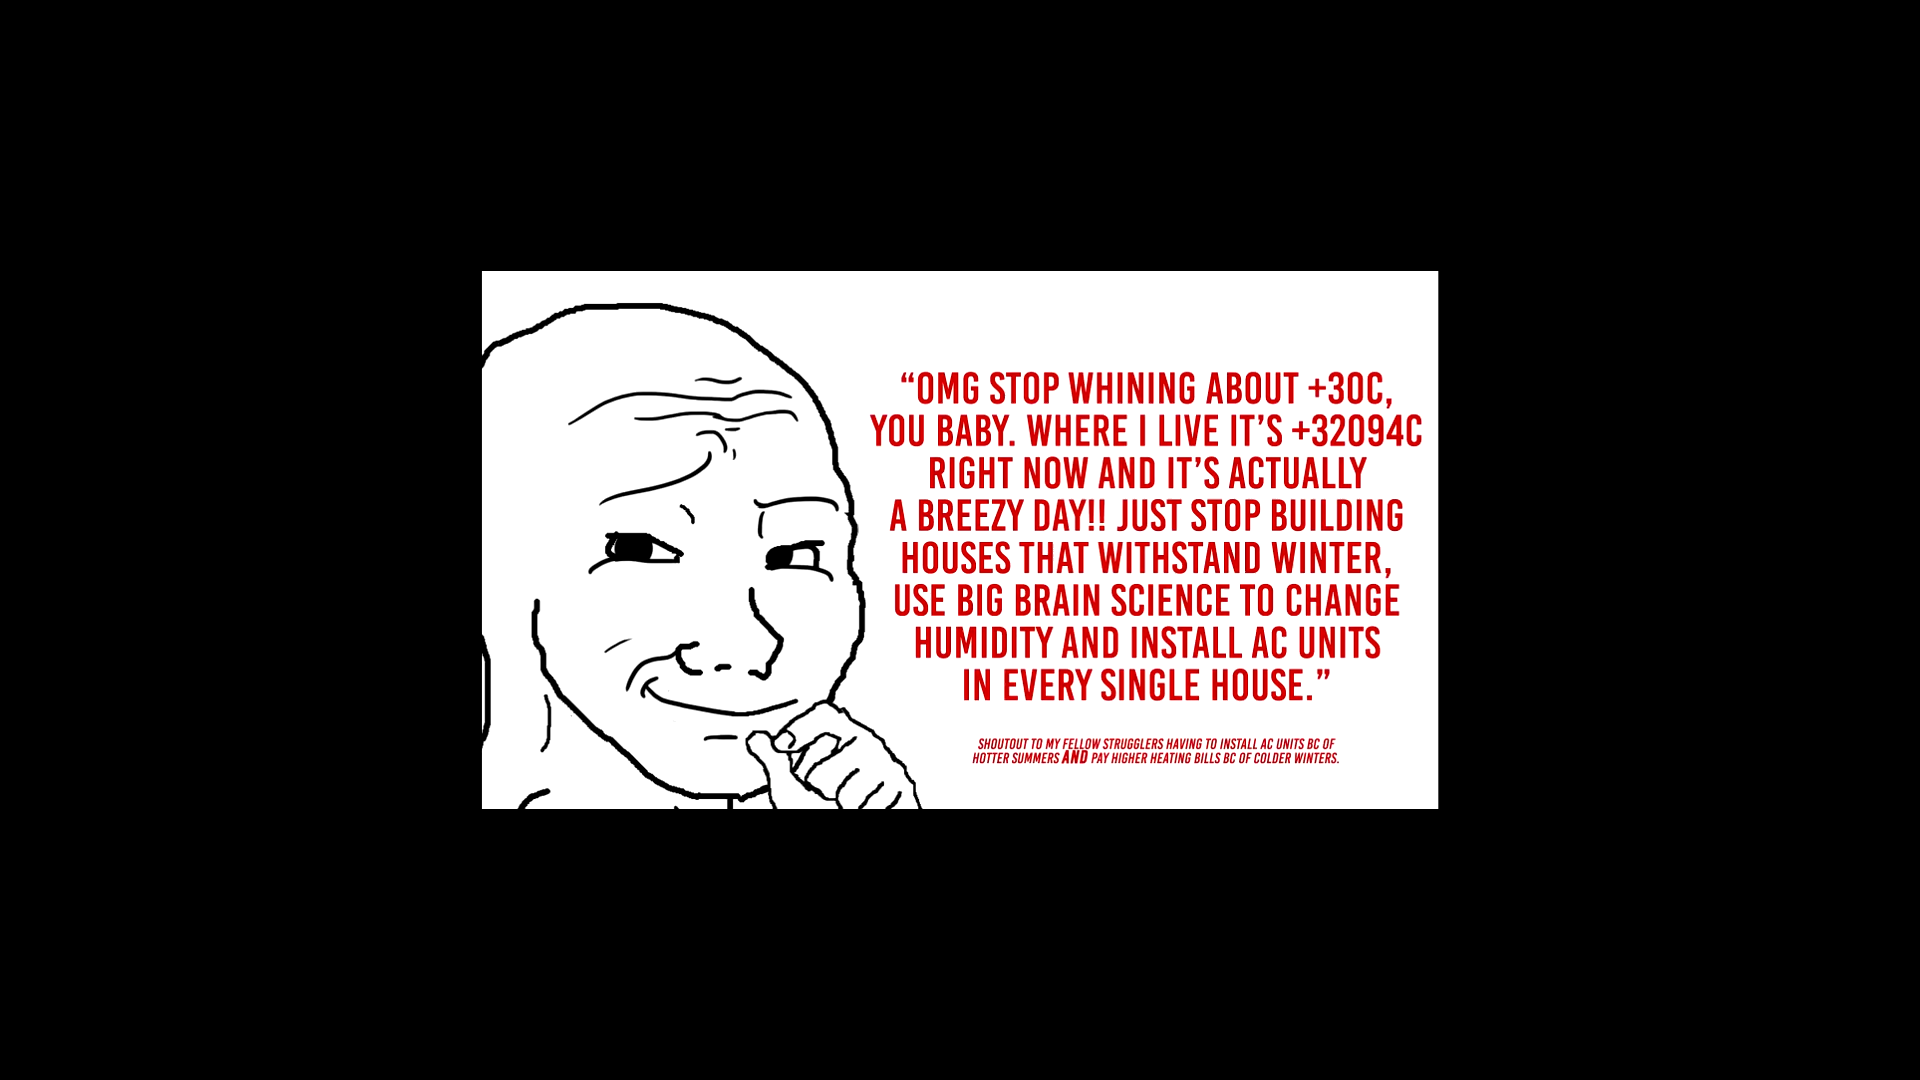 “OMG STOP WHINING ABOUT +30C,
YOU BABY. WHERE I LIVE IT’S +32094C
RIGHT NOW AND IT’S ACTUALLY
A BREEZY DAY!! JUST STOP BUILDING
HOUSES THAT WITHSTAND WINTER,
USE BIG BRAIN SCIENCE TO CHANGE
HUMIDITY AND INSTALL AC UNITS
IN EVERY SINGLE HOUSE.”
SHOUTOUT TO MY FELLOW STRUGGLERS HAVING TO INSTALL AC UNITS BC OF
HOTTER SUMMERS AND PAY HIGHER HEATING BILLS BC OF COLDER WINTERS.